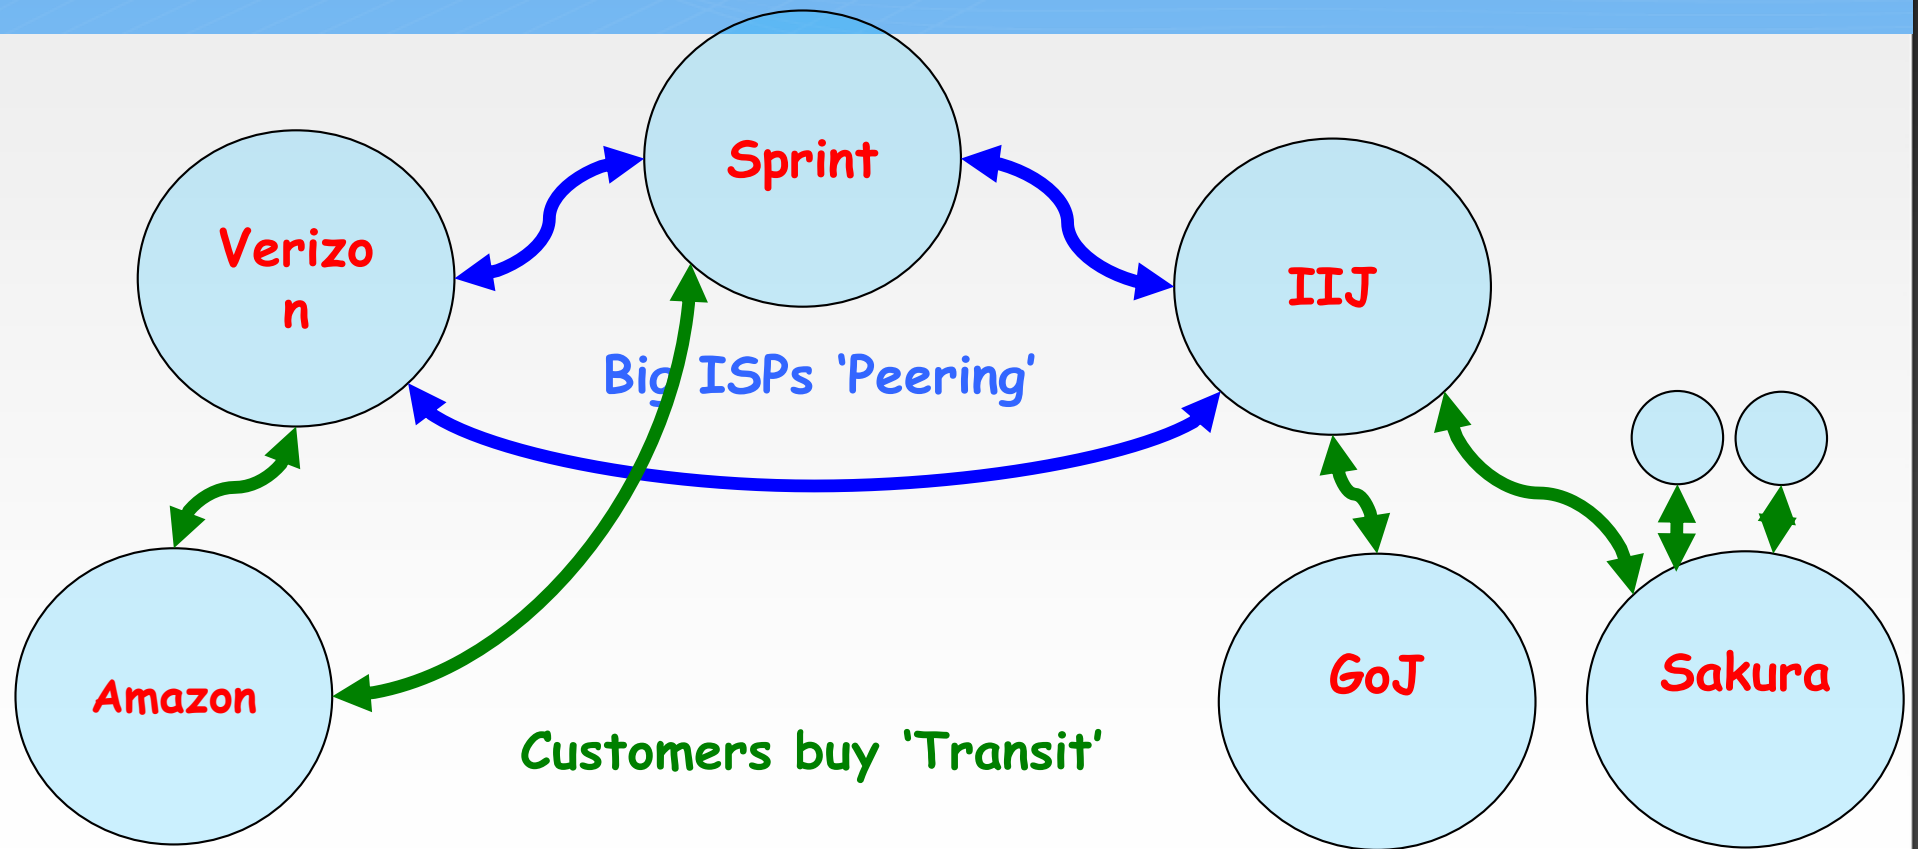 Sprint
Verizo
n
IIJ
Big ISPs ‘Peering’
GoJ
Sakura
Amazon
Customers buy ‘Transit’